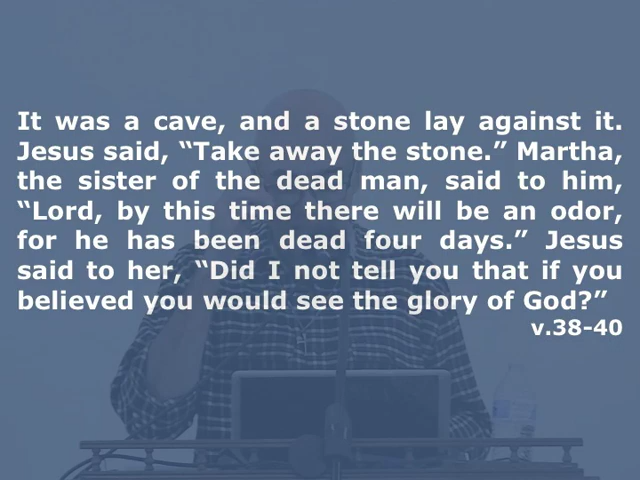 It was a cave, and a stone lay against it.
Jesus said, “Take away the stone.” Martha,
the sister of the dead man, said to him,
“Lord, by this time there will be an odor,
for he has been dead four days.” Jesus
said to her, “Did I not tell you that if you
believed you would see the glory of God?”
v.38-40